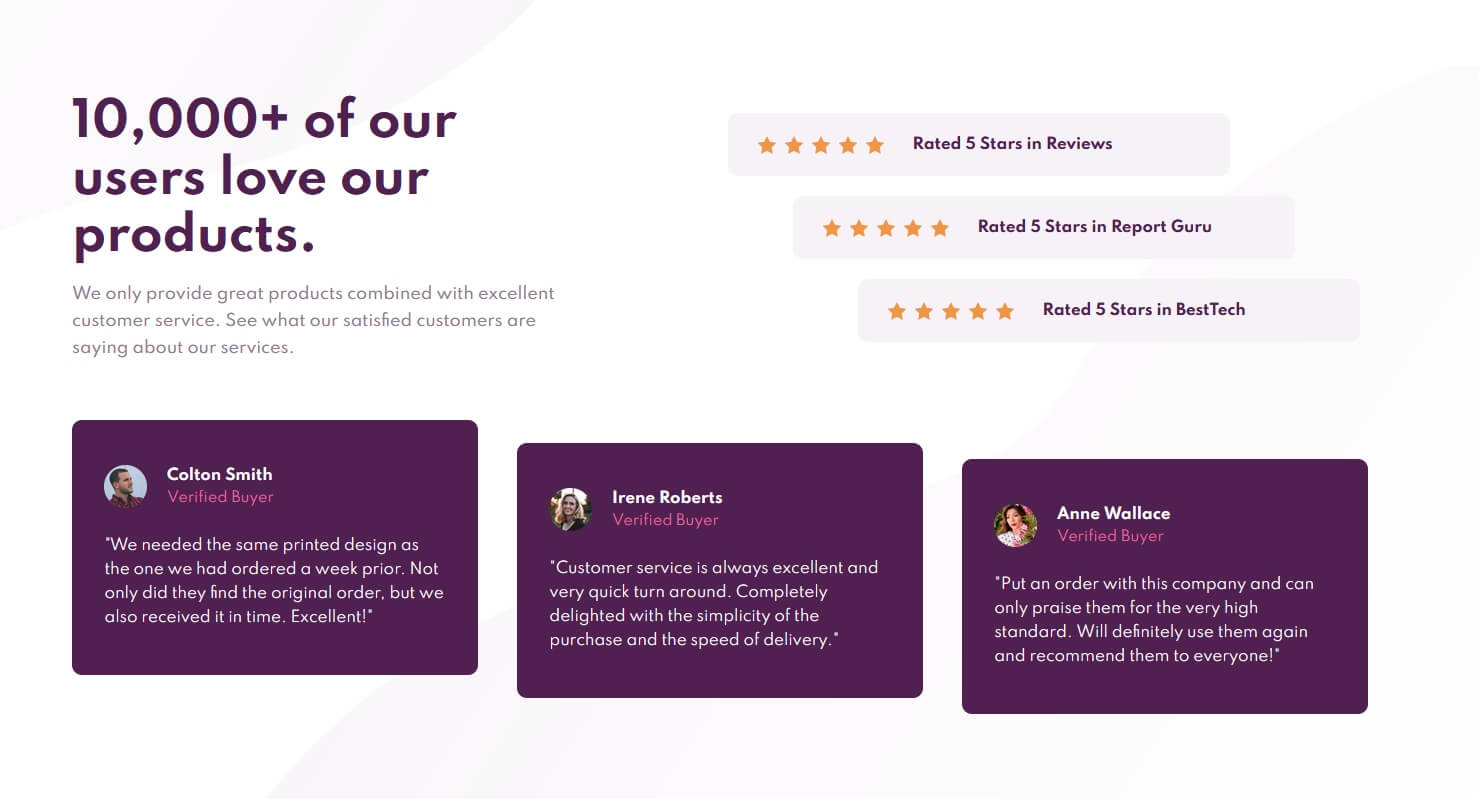 10,000+ of our
users love our
products.
We only provide great products combined with excellent
customer service. See what our satisfied customers are
saying about our services.
Rated 5 Stars in Reviews
Rated 5 Stars in Report Guru
Rated 5 Stars in BestTech
Colton Smith
Verified Buyer
"We needed the same printed design as
the one we had ordered a week prior. Not
only did they find the original order, but we
also received it in time. Excellent!"
Irene Roberts
Verified Buyer
"Customer service is always excellent and
very quick turn around. Completely
delighted with the simplicity of the
purchase and the speed of delivery."
Anne Wallace
Verified Buyer
"Put an order with this company and can
only praise them for the very high
standard. Will definitely use them again
and recommend them to everyone!"